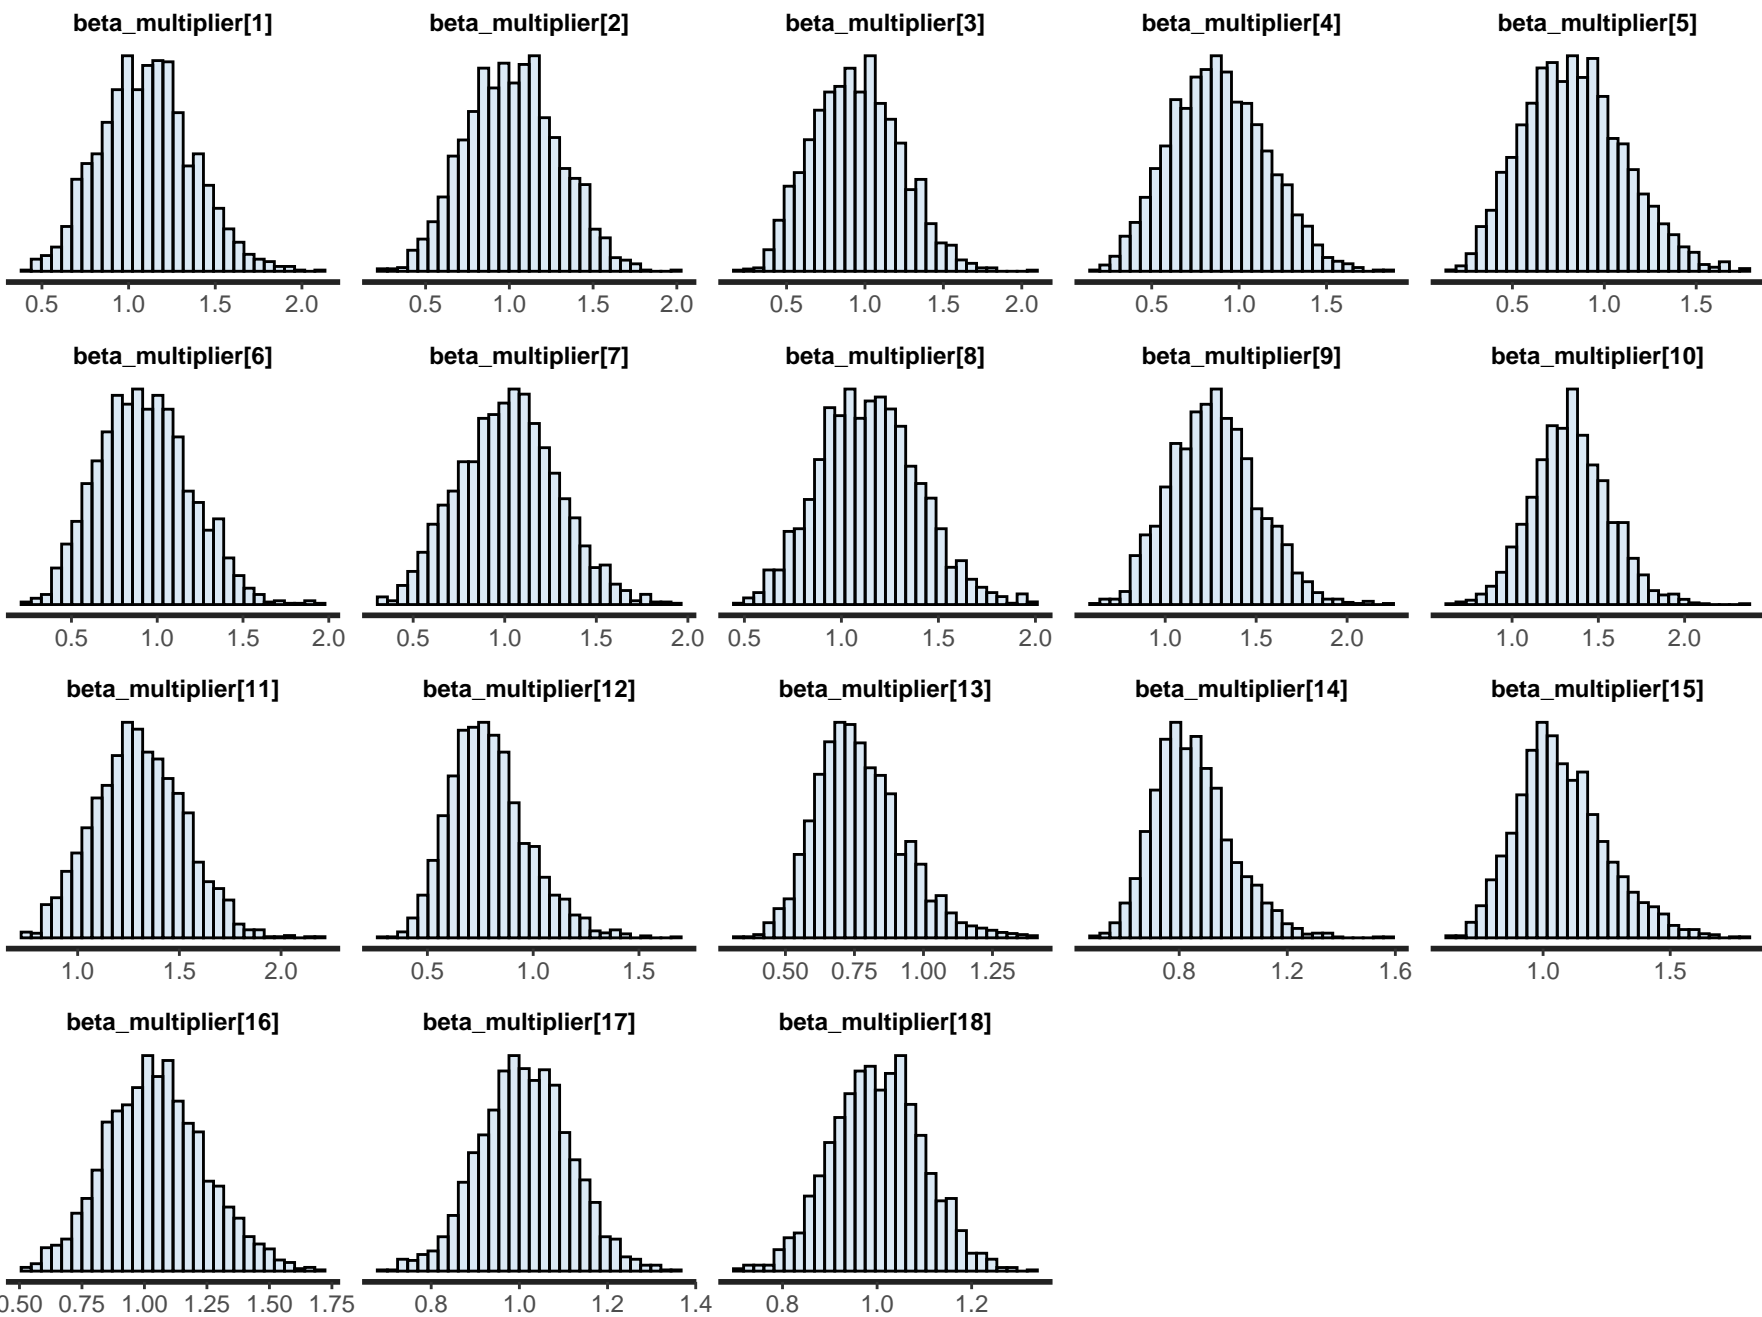 beta_multiplier[1] beta_multiplier[2] beta_multiplier[3] beta_multiplier[4] beta_multiplier[5]
0.5 1.0 1.5 2.0 0.5 1.0 1.5 2.0 0.5 1.0 1.5 2.0 0.5 1.0 1.5 0.5 1.0 1.5
beta_multiplier[6] beta_multiplier[7] beta_multiplier[8] beta_multiplier[9] beta_multiplier[10]
0.5 1.0 1.5 2.0 0.5 1.0 1.5 2.0 0.5 1.0 1.5 2.0 1.0 1.5 2.0 1.0 1.5 2.0
beta_multiplier[11] beta_multiplier[12] beta_multiplier[13] beta_multiplier[14] beta_multiplier[15]
1.0 1.5 2.0 0.5 1.0 1.5 0.50 0.75 1.00 1.25 0.8 1.2 1.6 1.0 1.5
beta_multiplier[16] beta_multiplier[17] beta_multiplier[18]
0.50 0.75 1.00 1.25 1.50 1.75 0.8 1.0 1.2 1.4 0.8 1.0 1.2